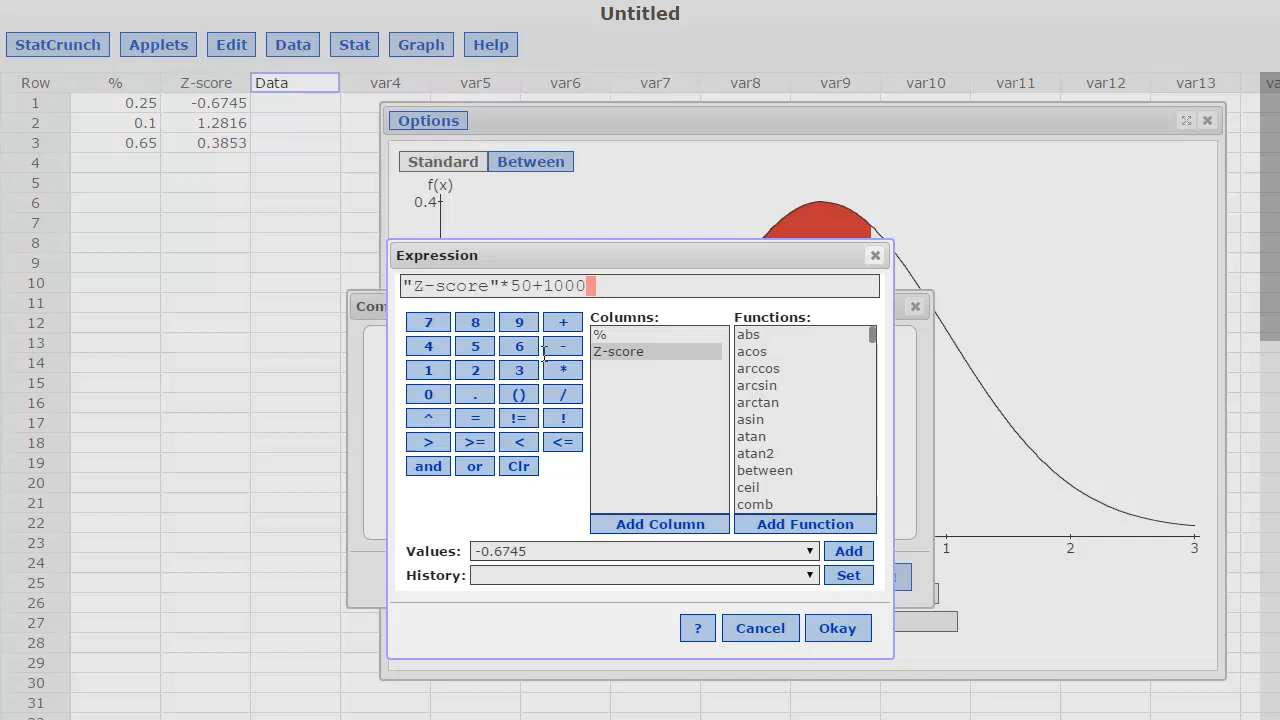 Untitled
StatCrunch Applets Edit Data Stat Graph Help
Row % Z-score Data var4 var5 var6 var7 var8 var9 var10 var11 var12 var13 va
1 0.25 -0.6745
2 0.1 1.2816
3 0.65 0.3853
4
5
6
7
8
9
10
11
12
13
14
15
16
17
18
19
20
21
22
23
24
25
26
27
28
29
30
31
Options
Standard Between
f(x)
0.4
Com
1 2 3
Expression
"Z-score"*50+1000
Columns: Functions:
7 8 9 +
4 5 6 -
1 2 3 *
0 . () /
^ = != !
> >= < <=
and or Clr
%
Z-score
abs
acos
arccos
arcsin
arctan
asin
atan
atan2
between
ceil
comb
Add Column Add Function
Values: -0.6745 Add
History: Set
? Cancel Okay